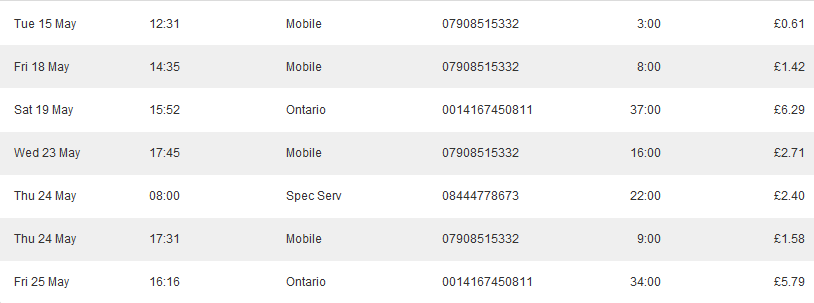 Tue 15 May 12:31 Mobile 07908515332 3:00 £0.61
Fri 18 May 14:35 Mobile 07908515332 8:00 £1.42
Sat 19 May 15:52 Ontario 0014167450811 37:00 £6.29
Wed 23 May 17:45 Mobile 07908515332 16:00 £2.71
Thu 24 May 08:00 Spec Serv 08444778673 22:00 £2.40
Thu 24 May 17:31 Mobile 07908515332 9:00 £1.58
Fri 25 May 16:16 Ontario 0014167450811 34:00 £5.79